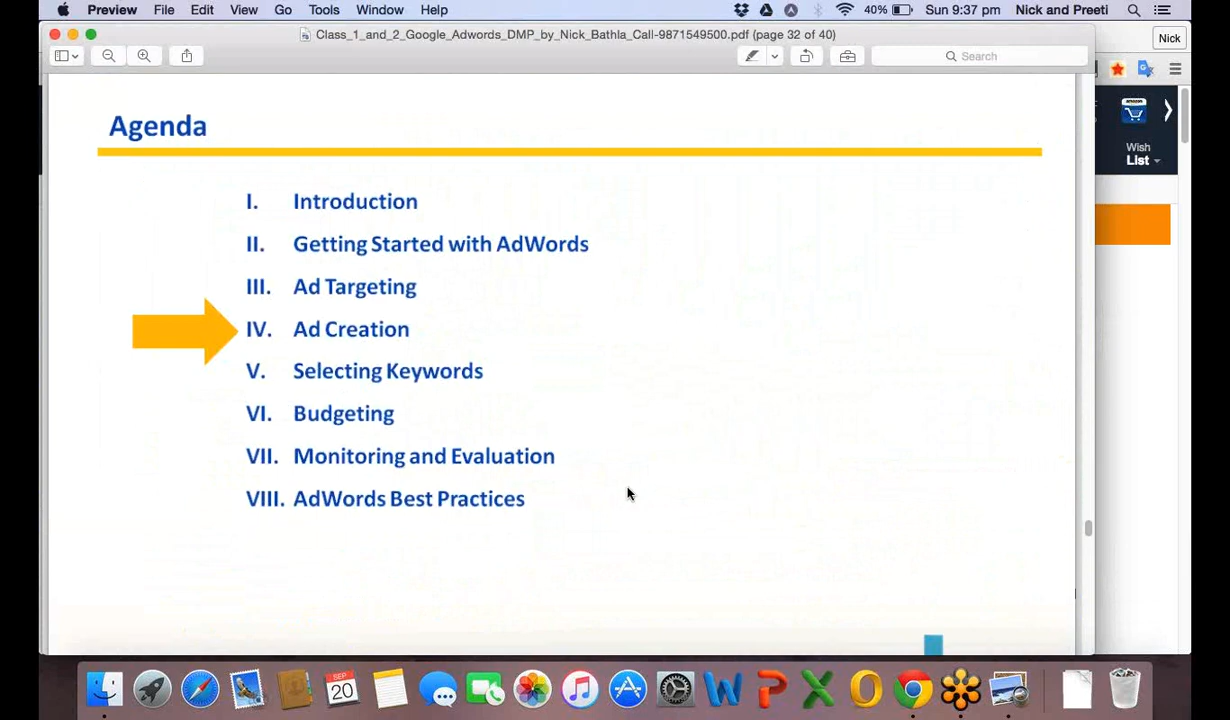 Preview File Edit View Go Tools Window Help 40% Sun 9:37 pm Nick and Preeti
Class_1_and_2_Google_Adwords_DMP_by_Nick_Bathla_Call-9871549500.pdf (page 32 of 40)
Nick
Search
Agenda
amazon
Wish
List
I. Introduction
II. Getting Started with AdWords
III. Ad Targeting
IV. Ad Creation
V. Selecting Keywords
VI. Budgeting
VII. Monitoring and Evaluation
VIII. AdWords Best Practices
SEP
20